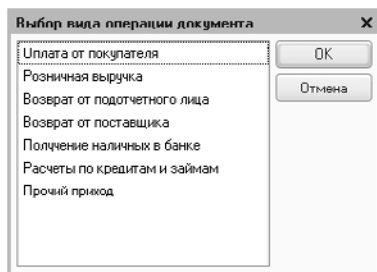 Выбор вида операции документа
Оплата от покупателя
Розничная выручка
Возврат от подотчетного лица
Возврат от поставщика
Получение наличных в банке
Расчеты по кредитам и займам
Прочий приход
OK
Отмена